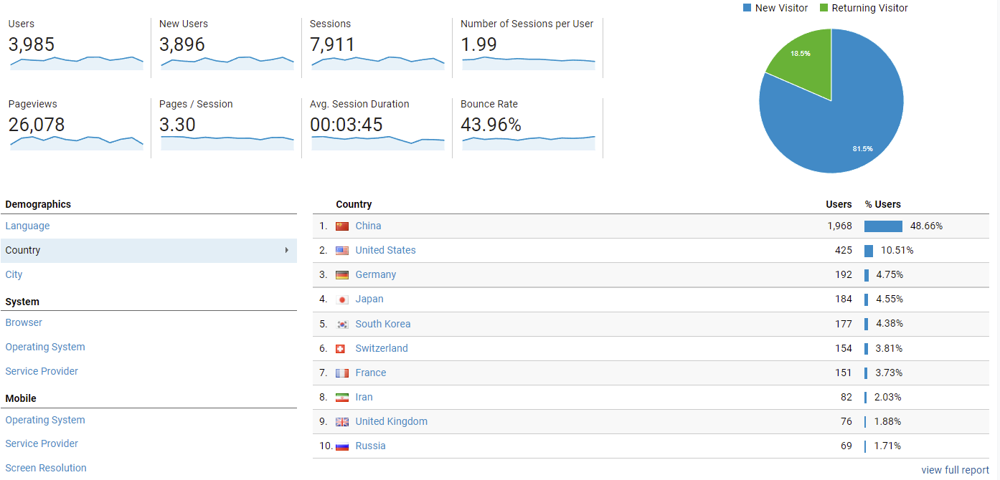 New Visitor Returning Visitor
Users New Users Sessions Number of Sessions per User
3,985 3,896 7,911 1.99
18.5%
81.5%
Pageviews Pages / Session Avg. Session Duration Bounce Rate
26,078 3.30 00:03:45 43.96%
Demographics
Language
Country
City
System
Browser
Operating System
Service Provider
Mobile
Operating System
Service Provider
Screen Resolution
Country Users % Users
1. China 1,968 48.66%
2. United States 425 10.51%
3. Germany 192 4.75%
4. Japan 184 4.55%
5. South Korea 177 4.38%
6. Switzerland 154 3.81%
7. France 151 3.73%
8. Iran 82 2.03%
9. United Kingdom 76 1.88%
10. Russia 69 1.71%
view full report